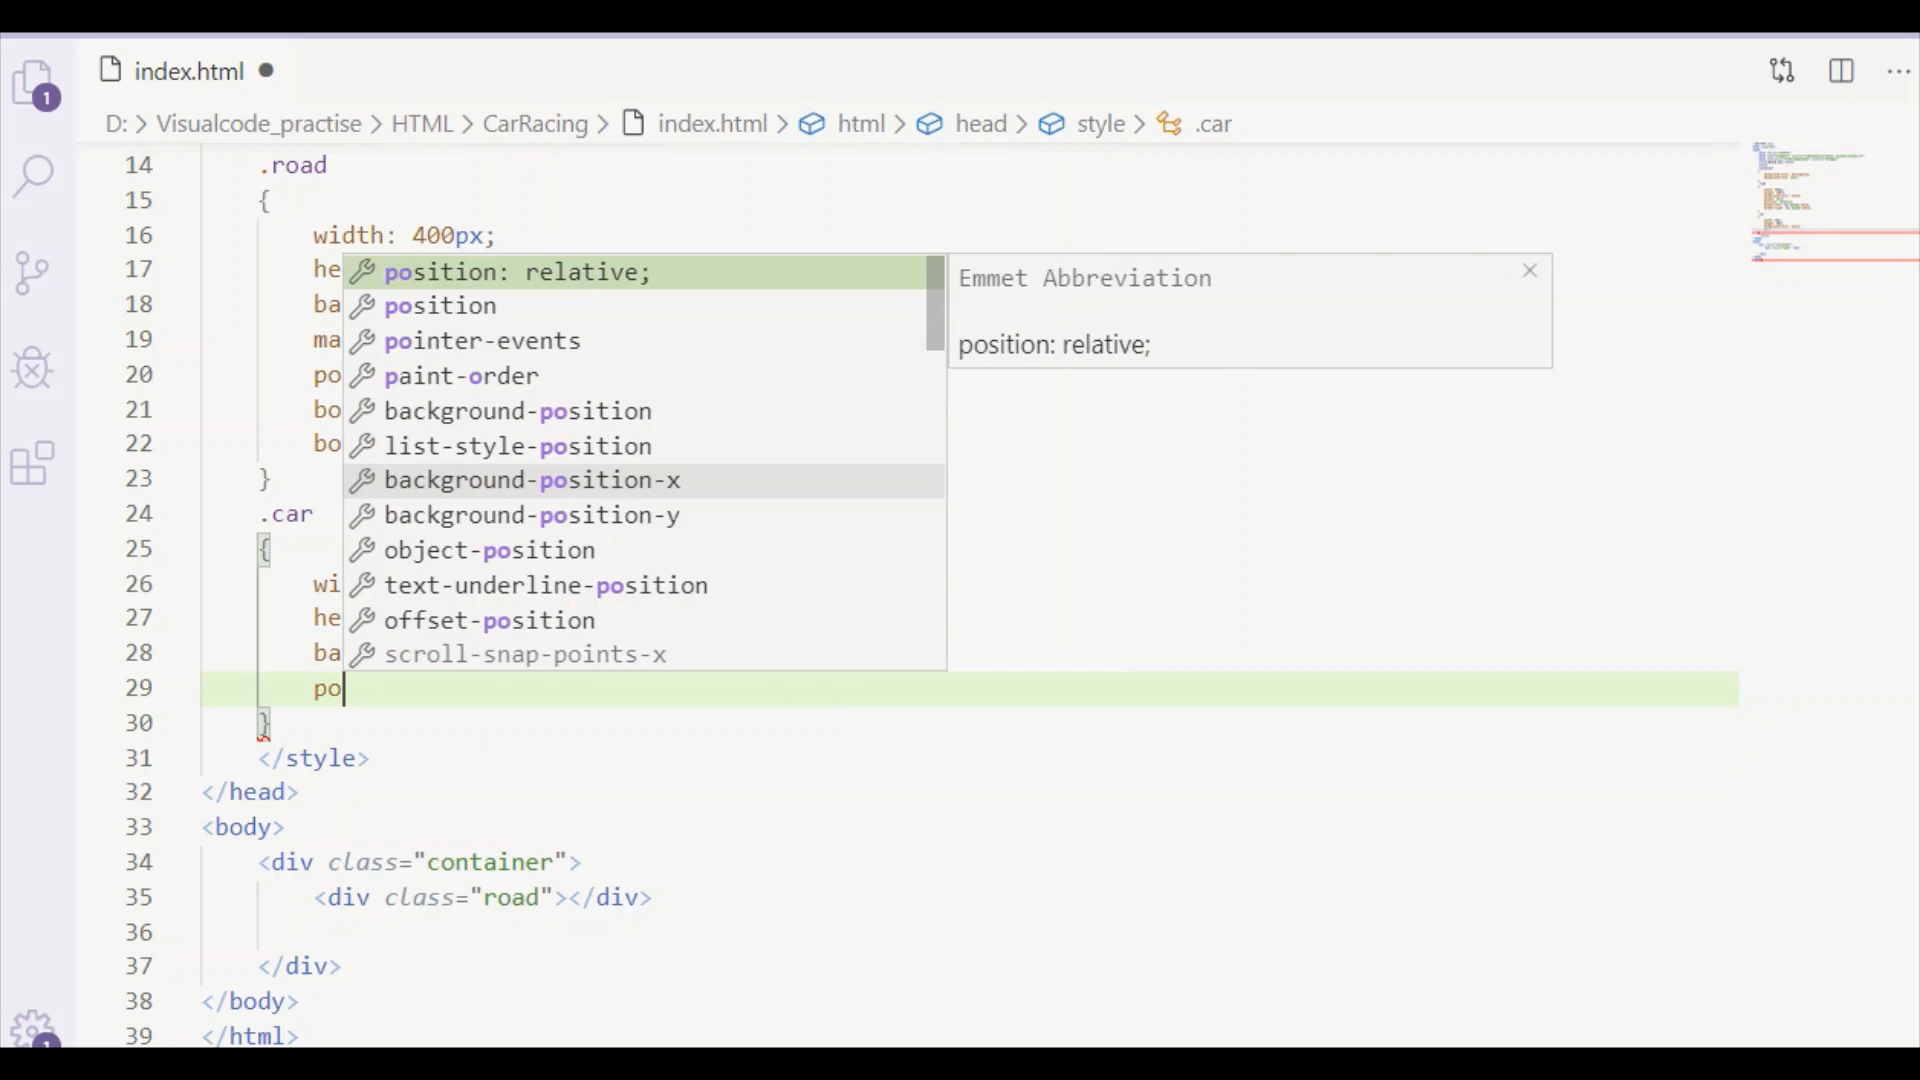 index.html
D: > Visualcode_practise > HTML > CarRacing > index.html > html > head > style > .car
1
14 .road
15 {
16 width: 400px;
17 he
18 ba
19 ma
20 po
21 bo
22 bo
23 }
24 .car
25 {
26 wi
27 he
28 ba
29 po
30 }
31 </style>
32 </head>
33 <body>
34 <div class="container">
35 <div class="road"></div>
36
37 </div>
38 </body>
39 </html>
position: relative;
position
pointer-events
paint-order
background-position
list-style-position
background-position-x
background-position-y
object-position
text-underline-position
offset-position
scroll-snap-points-x
Emmet Abbreviation
position: relative;
1